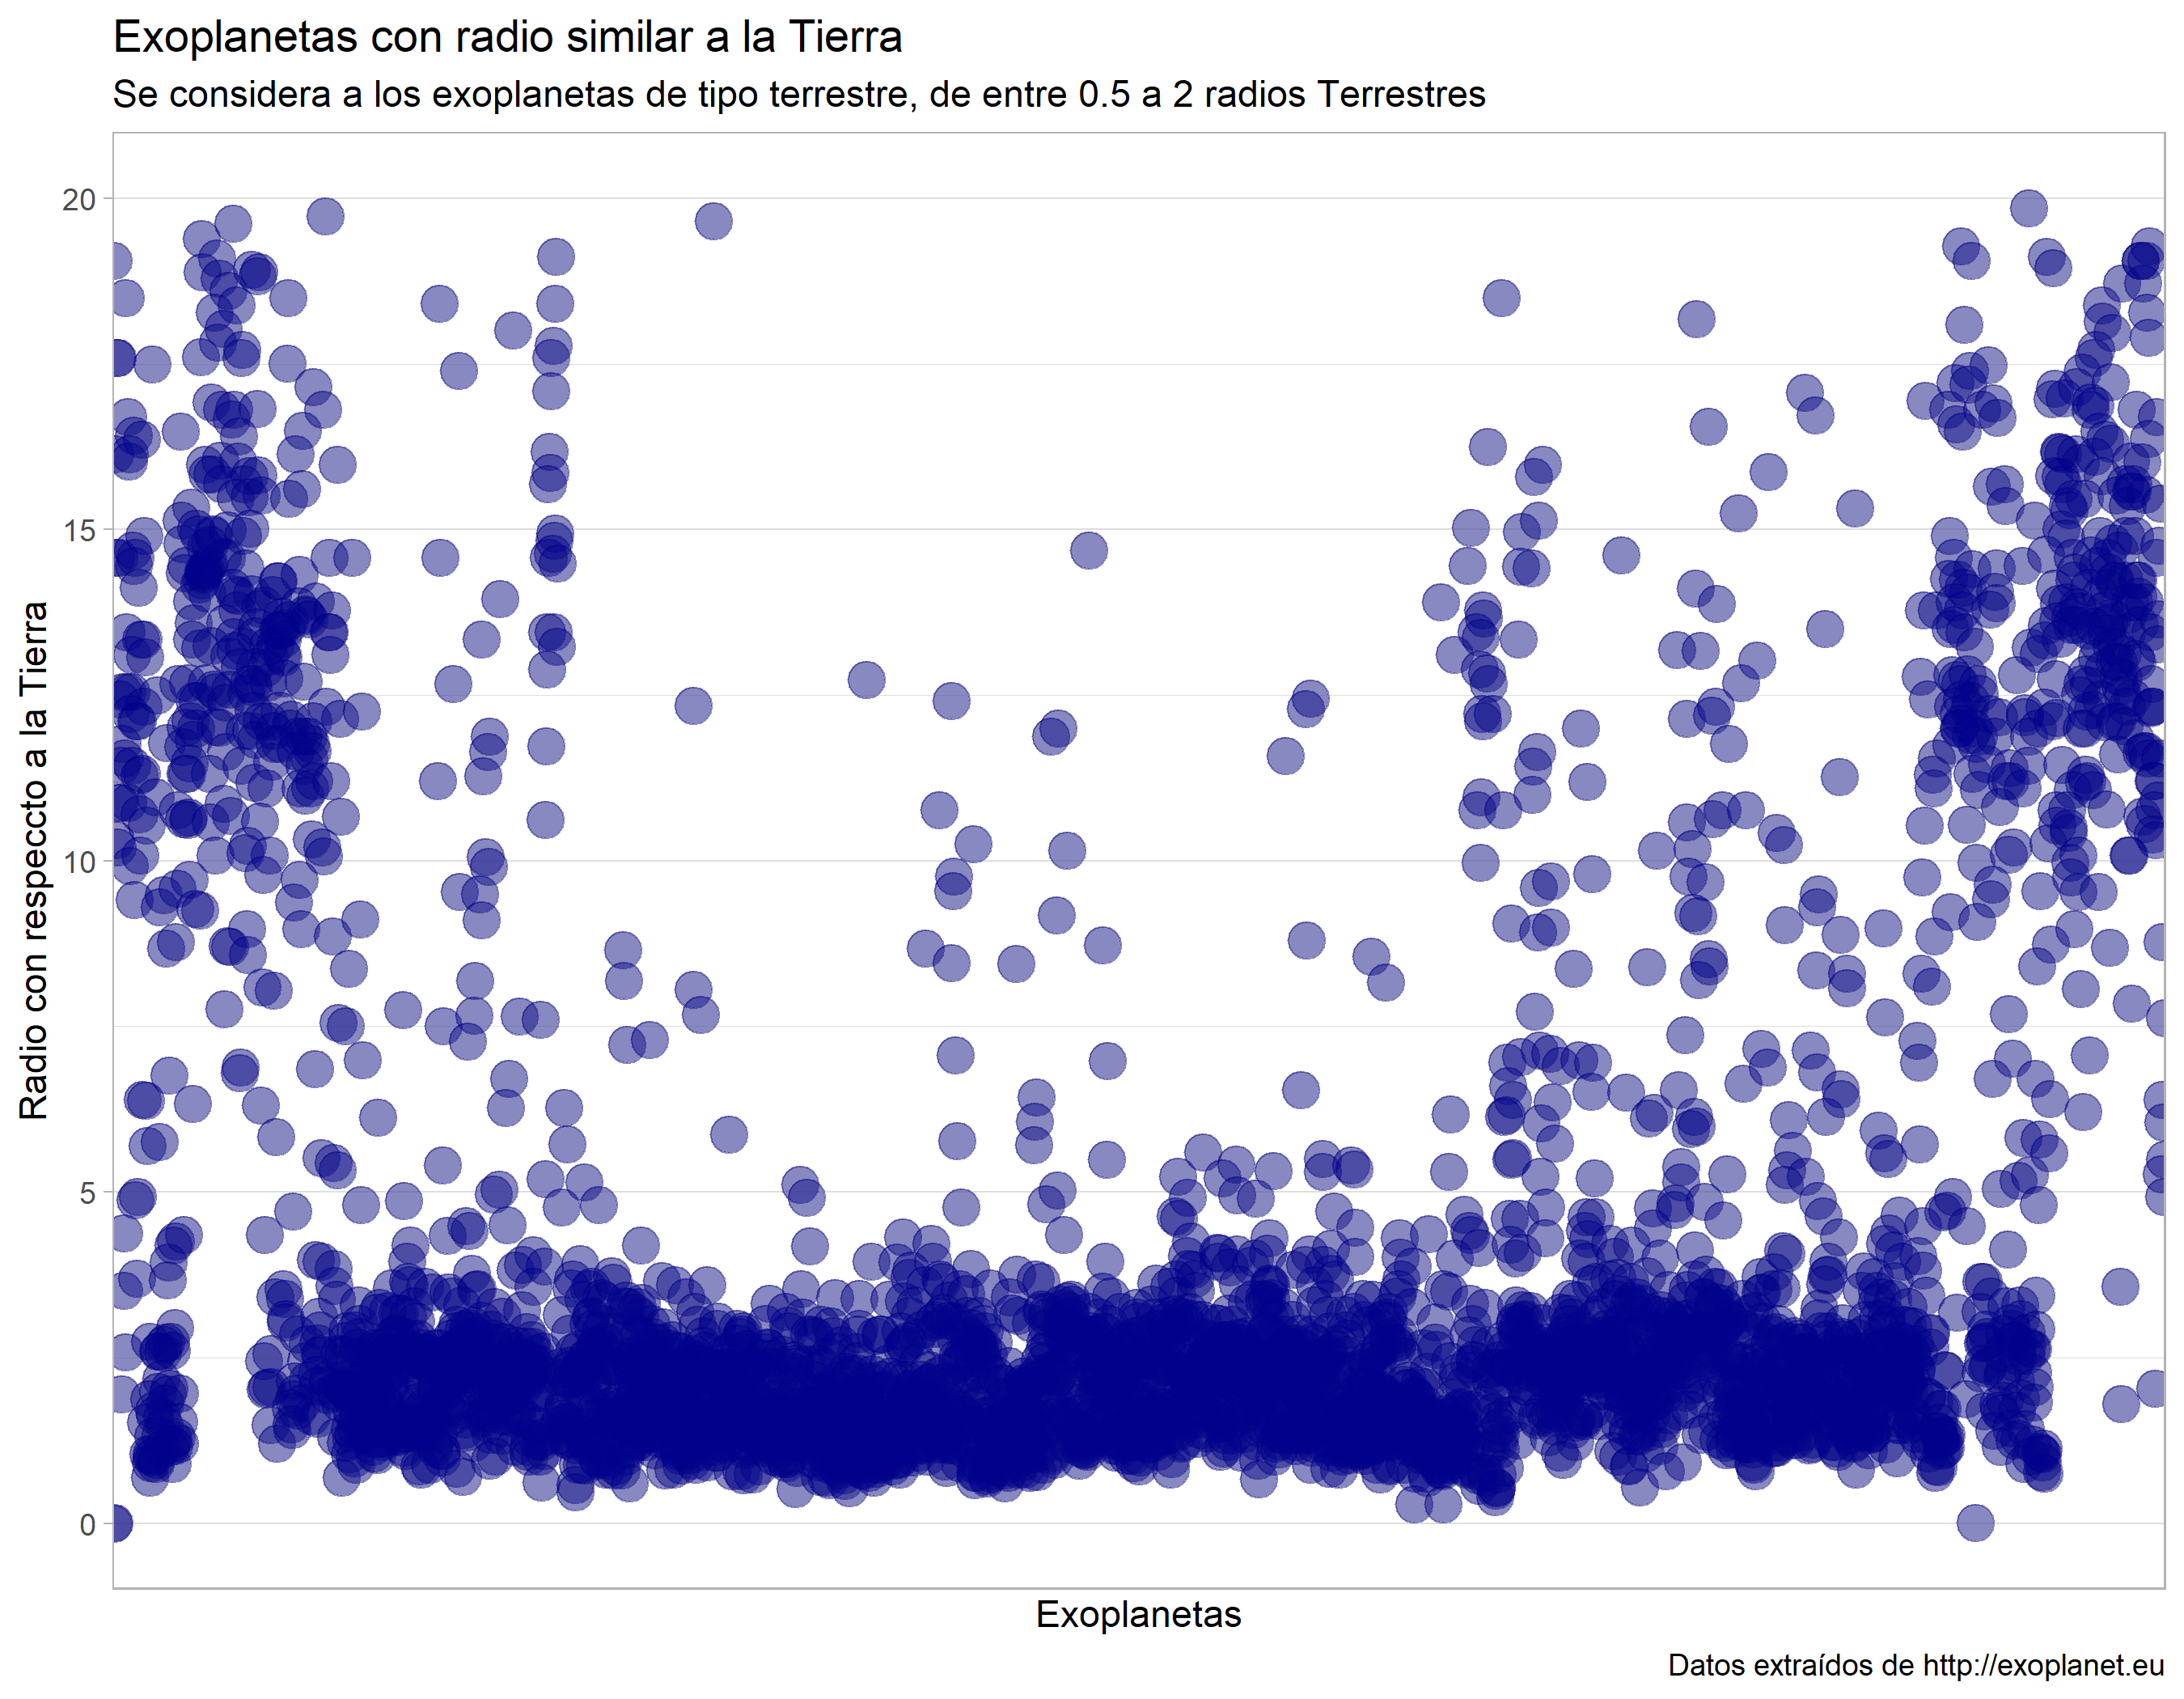 Exoplanetas con radio similar a la Tierra
Se considera a los exoplanetas de tipo terrestre, de entre 0.5 a 2 radios Terrestres
Radio con respeccto a la Tierra
20
15
10
5
0
Exoplanetas
Datos extraídos de http://exoplanet.eu